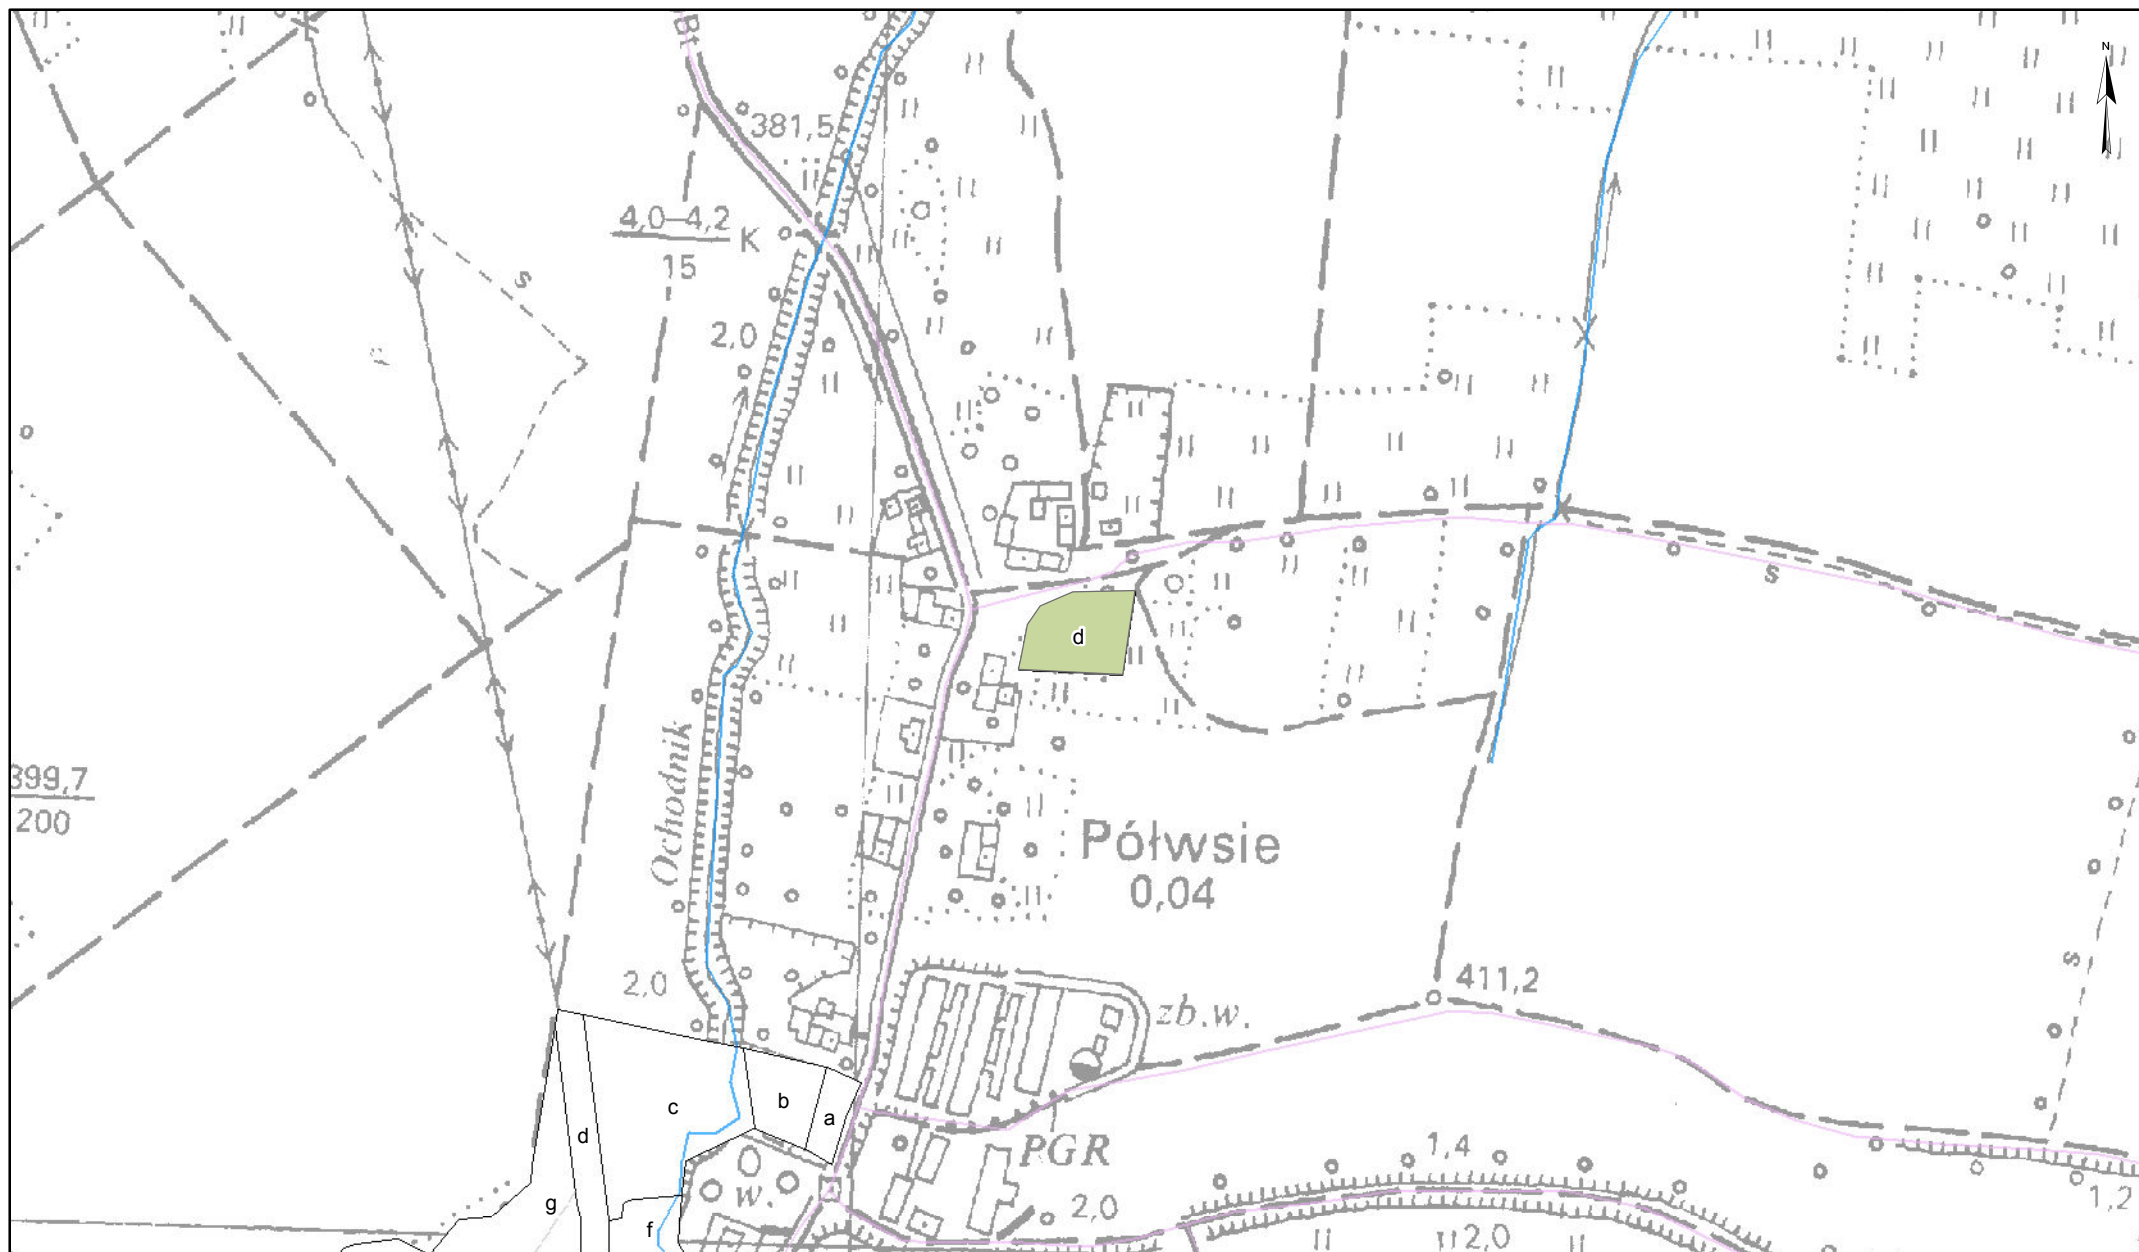 N
Bt
381,5
4,0–4,2
K
15
s
2,0
d
s
Ochodnik
399,7
200
Półwsie
0,04
s
411,2
2,0
zb.w.
c
b
a
d
PGR
1,4
w.
g
f
2,0
1,2
2,0